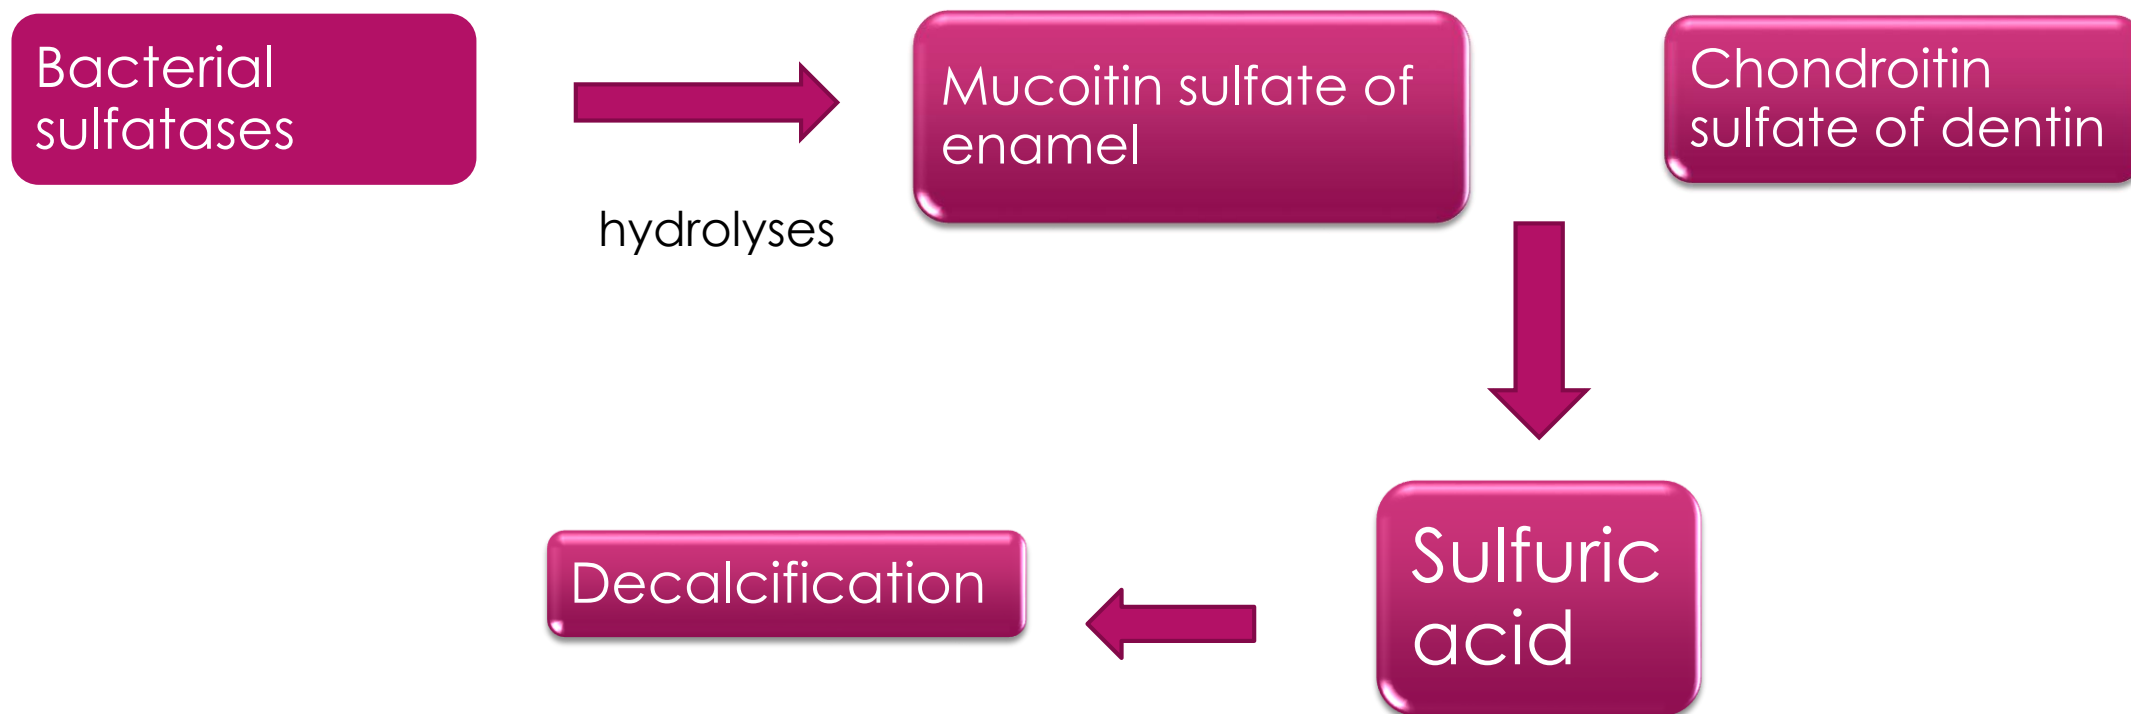 Bacterial
sulfatases
hydrolyses
Mucoitin sulfate of
enamel
Chondroitin
sulfate of dentin
Sulfuric
acid
Decalcification